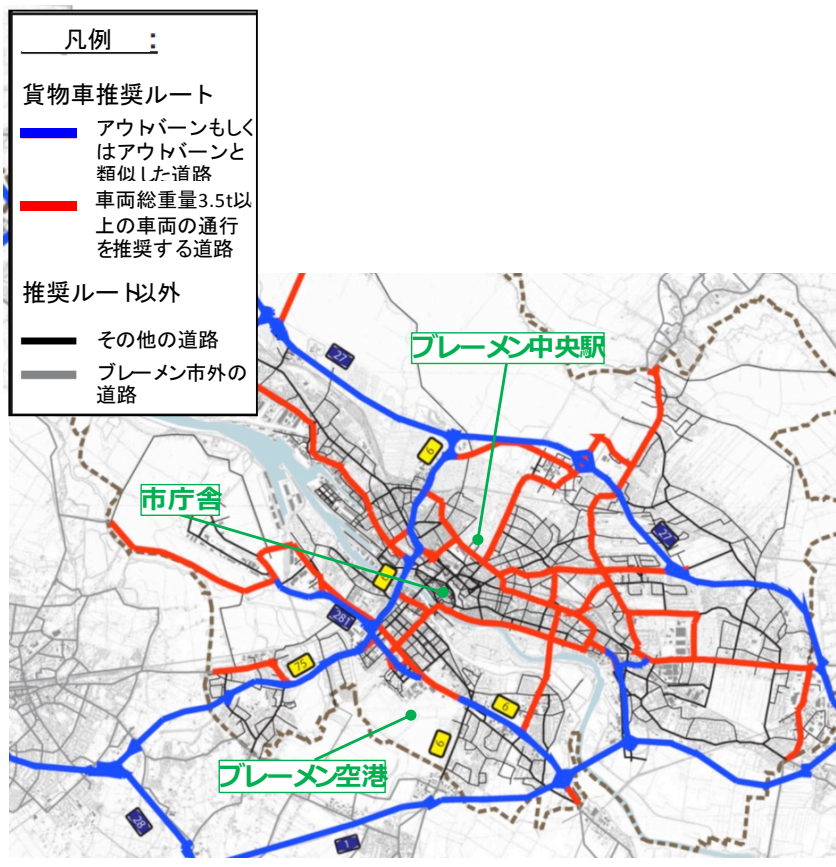 凡例 :
貨物車推奨ルート
アウトバーンもしく
はアウトバーンと
類似した道路
車両総重量3.5t以
上の車両の通行
を推奨する道路
推奨ルート以外
その他の道路
ブレーメン市外の
道路
27
ブレーメン中央駅
6
市庁舎
27
6
281
75
6
6
ブレーメン空港
28
1